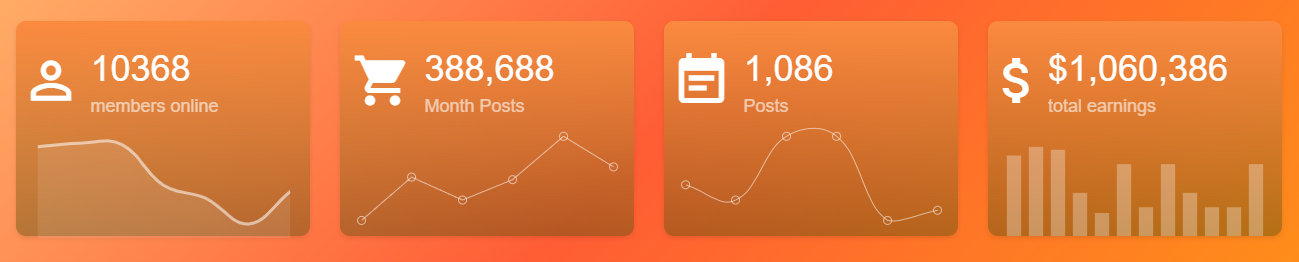 10368
members online
388,688
Month Posts
1,086
Posts
$1,060,386
total earnings